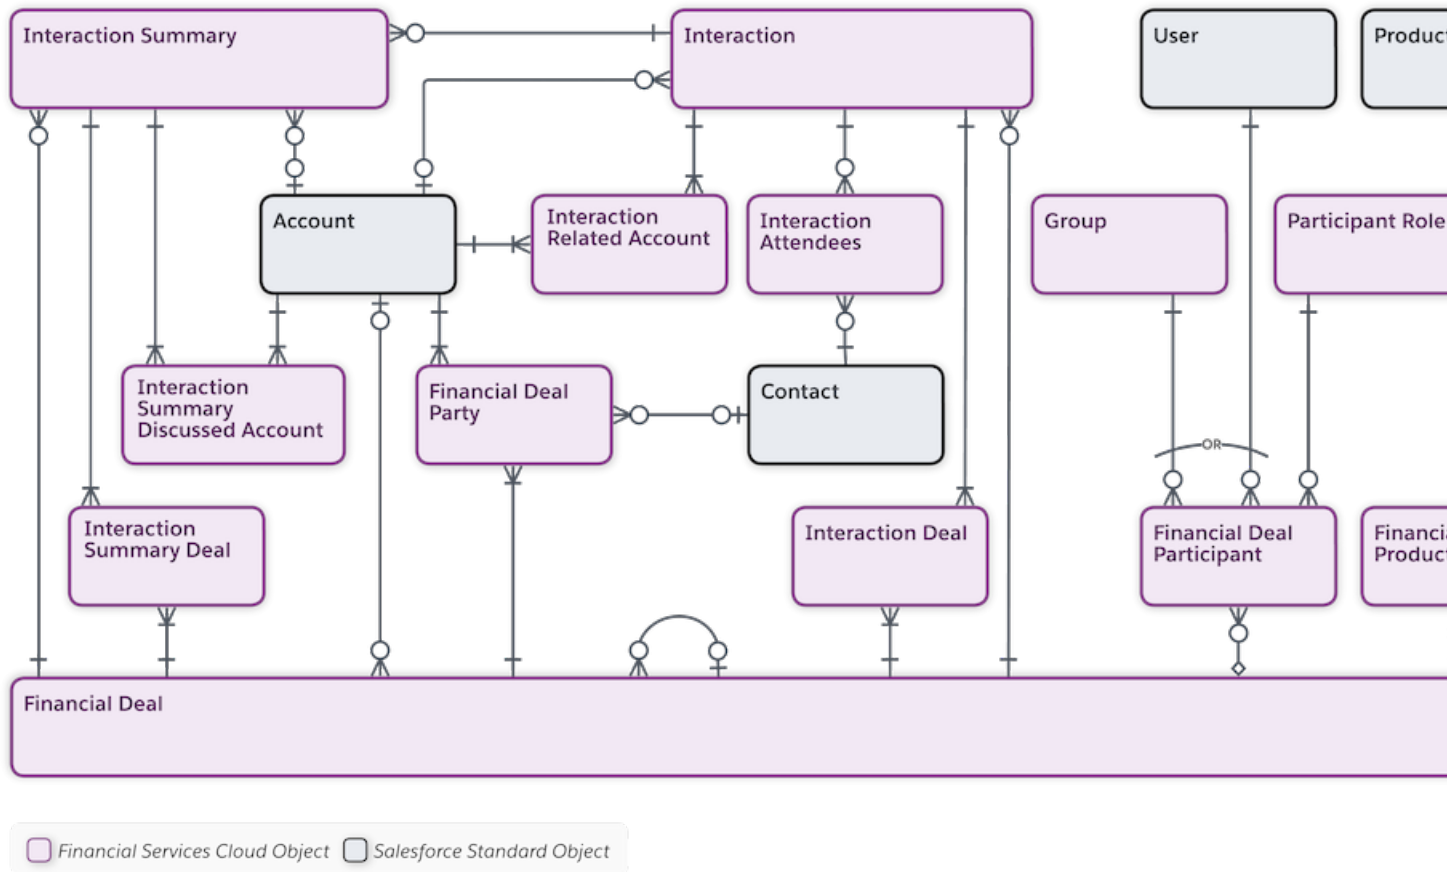 Interaction Summary
Interaction
User
Product
Account
Interaction
Related Account
Interaction
Attendees
Group
Participant Role
Interaction
Summary
Discussed Account
Financial Deal
Party
Contact
OR
Interaction
Summary Deal
Interaction Deal
Financial Deal
Participant
Financial Deal
Financial Services Cloud Object
Salesforce Standard Object